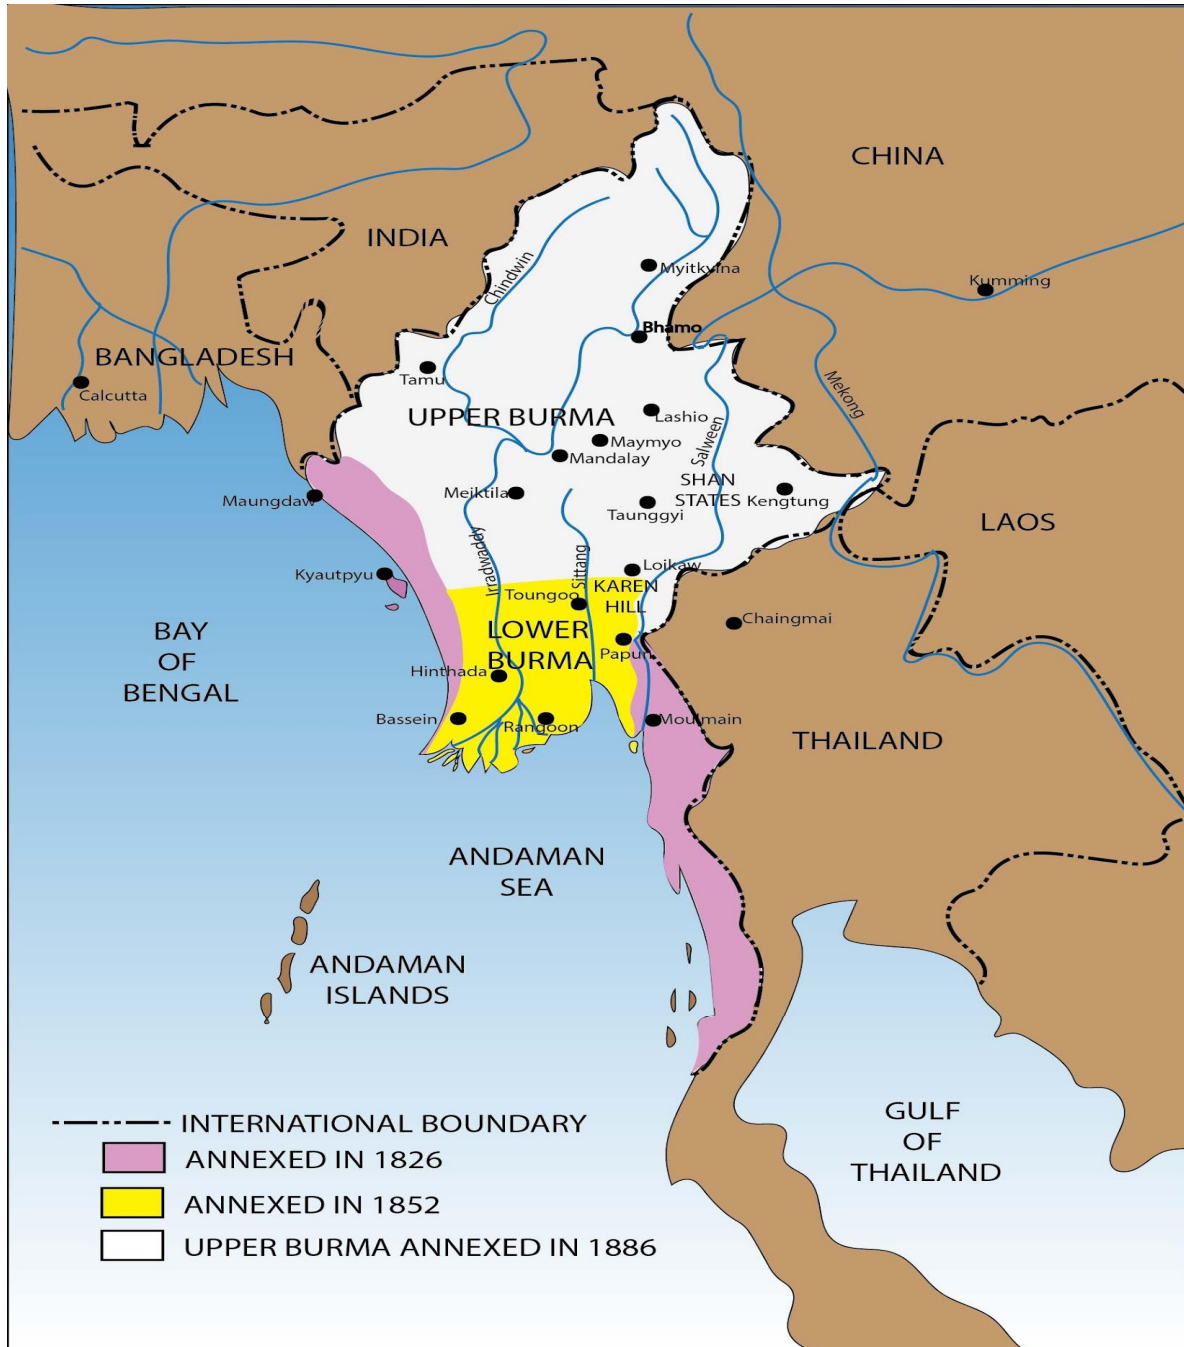 CHINA
INDIA
Myitkvina
Chindwin
Kumming
Bhamo
BANGLADESH
Calcutta
Tamu
Mekong
UPPER BURMA
Lashio
Salween
Maymyo
Mandalay
SHAN
STATES
Meiktila
Kengtung
Maungdaw
Taunggyi
LAOS
Iradwaddy
Sittang
Loikaw
Kyautpyu
Toungoo
KAREN
HILL
Chaingmai
BAY
OF
BENGAL
LOWER
BURMA
Papun
Hinthada
Bassein
Rangoon
Moulmain
THAILAND
ANDAMAN
SEA
ANDAMAN
ISLANDS
GULF
OF
THAILAND
INTERNATIONAL BOUNDARY
ANNEXED IN 1826
ANNEXED IN 1852
UPPER BURMA ANNEXED IN 1886